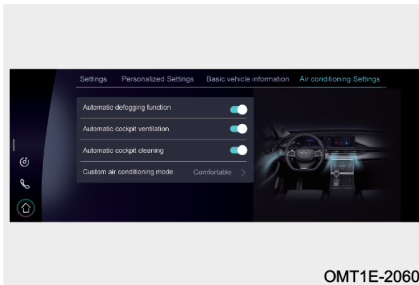 Settings Personalized Settings Basic vehicle information Air conditioning Settings
Automatic defogging function
Automatic cockpit ventilation
Automatic cockpit cleaning
Custom air conditioning mode Comfortable
OMT1E-2060